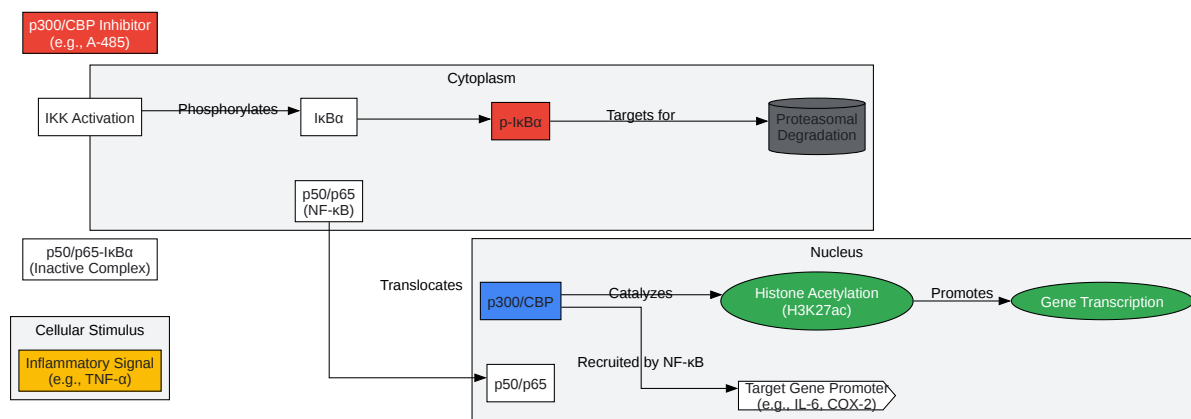 p300/CBP Inhibitor
(e.g., A-485)
Cytoplasm
IKK Activation
Phosphorylates
IκBα
p-IκBα
Targets for
Proteasomal
Degradation
p50/p65
(NF-κB)
p50/p65-IκBα
(Inactive Complex)
Translocates
Nucleus
p300/CBP
Catalyzes
Histone Acetylation
(H3K27ac)
Promotes
Gene Transcription
Cellular Stimulus
Inflammatory Signal
(e.g., TNF-α)
Recruited by NF-κB
p50/p65
Target Gene Promoter
(e.g., IL-6, COX-2)